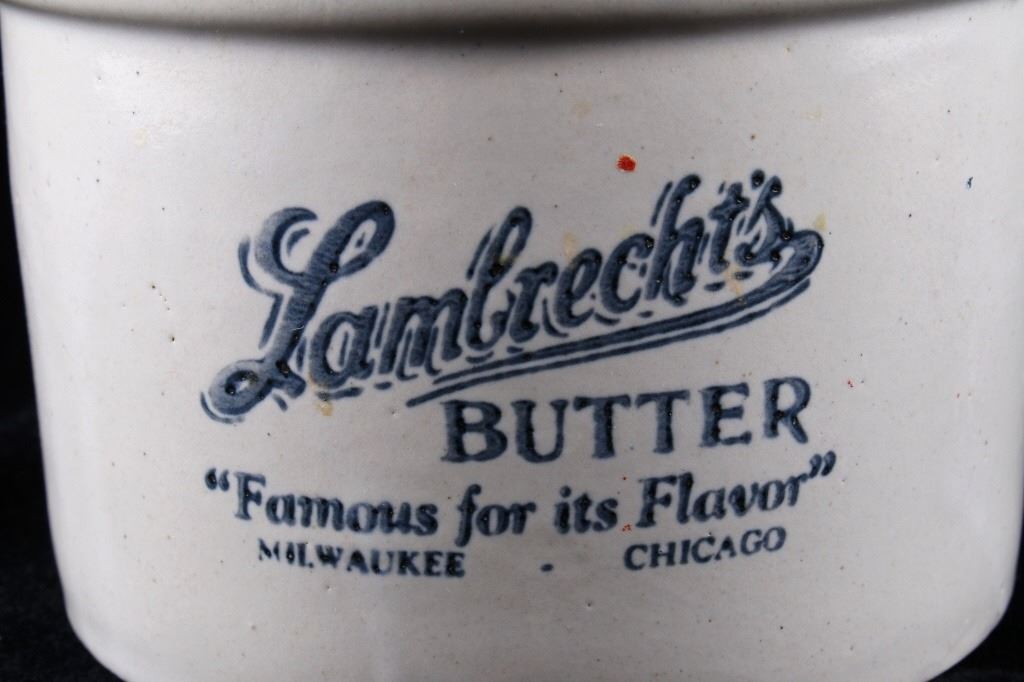 Lambrecht's
BUTTER
“Famous for its Flavor”
MILWAUKEE . CHICAGO